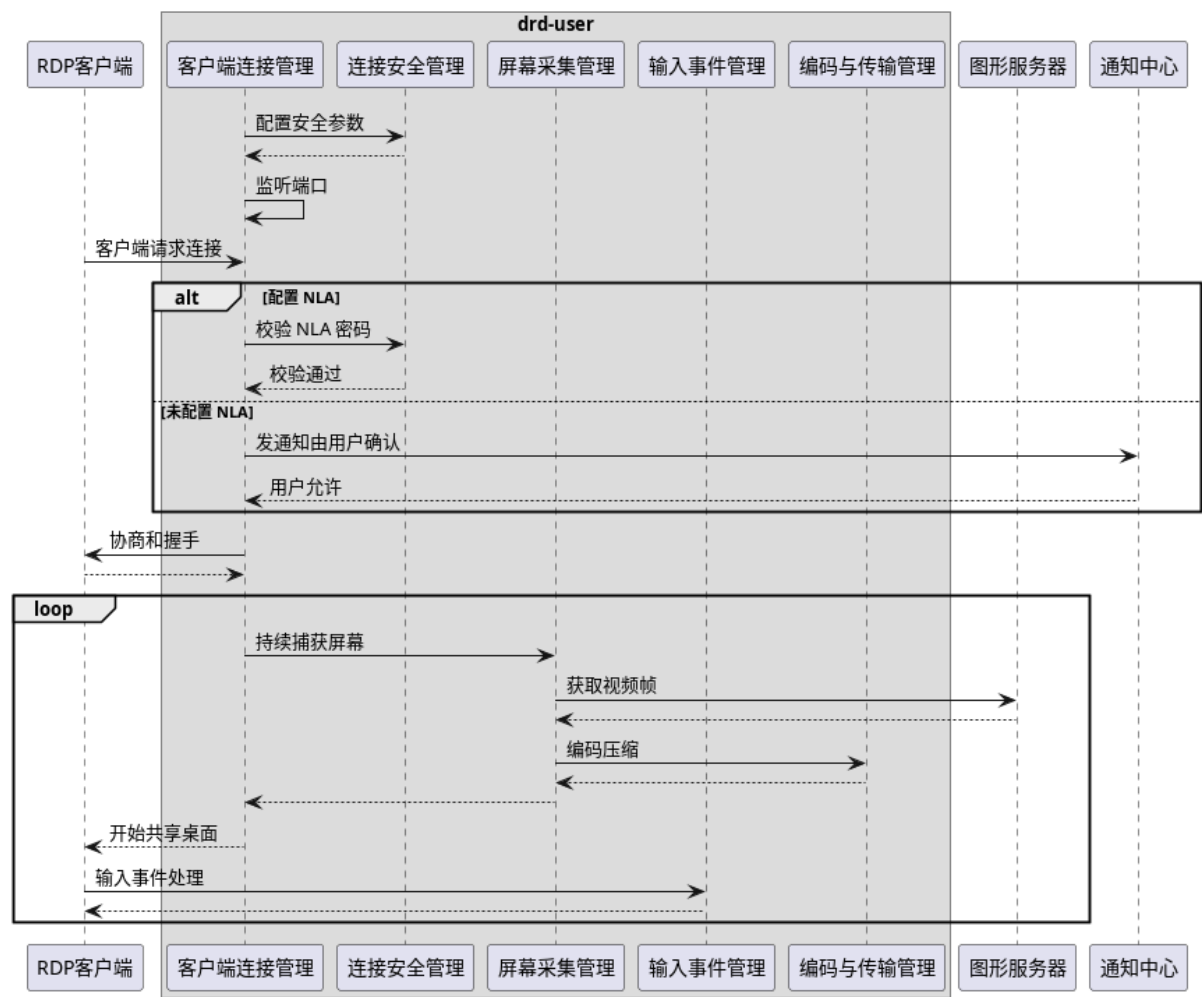 drd-user
RDP客户端 客户端连接管理 连接安全管理 屏幕采集管理 输入事件管理 编码与传输管理 图形服务器 通知中心
配置安全参数
监听端口
客户端请求连接
alt [配置 NLA]
校验 NLA 密码
校验通过
[未配置 NLA]
发通知由用户确认
用户允许
协商和握手
loop
持续捕获屏幕
获取视频帧
编码压缩
开始共享桌面
输入事件处理
RDP客户端 客户端连接管理 连接安全管理 屏幕采集管理 输入事件管理 编码与传输管理 图形服务器 通知中心